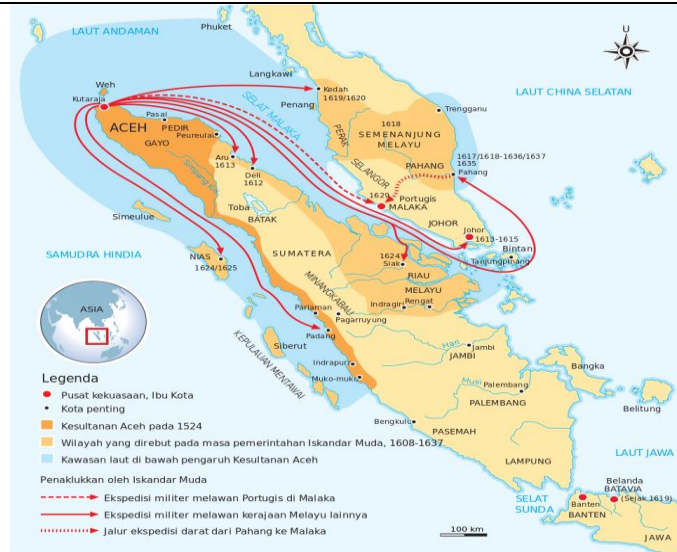 LAUT ANDAMAN
Phuket
U
Langkawi
LAUT CHINA SELATAN
Weh
Kutaraja
Kedah
1619/1620
Penang
SELAT MALAKA
Trengganu
Pasai
ACEH
PEDIR
GAYO
Peureulak
PERAK
1618
SEMENANJUNG
MELAYU
Aru
1613
Deli
1612
PAHANG
1617/1618-1636/1637
1635
Pahang
SELANGOR
1629
Portugis
MALAKA
Simeulue
Toba
BATAK
JOHOR
Johor
1613-1615
Bintan
Tanjungpinang
SAMUDRA HINDIA
NIAS
1624/1625
SUMATERA
1624
Siak
RIAU
MELAYU
MINANGKABAU
Indragiri
Rengat
ASIA
Pariaman
Pagarruyung
Padang
Siberut
KEPULAUAN MENTAWAI
Hari
Jambi
JAMBI
Indrapura
Muko-muko
Bangka
Musi
Palembang
PALEMBANG
Belitung
Bengkulu
PASEMAH
LAMPUNG
LAUT JAWA
SELAT
SUNDA
Belanda
BATAVIA
(Sejak 1619)
Banten
BANTEN
JAWA
Legenda
Pusat kekuasaan, Ibu Kota
Kota penting
Kesultanan Aceh pada 1524
Wilayah yang direbut pada masa pemerintahan Iskandar Muda, 1608-1637
Kawasan laut di bawah pengaruh Kesultanan Aceh
Penaklukkan oleh Iskandar Muda
Ekspedisi militer melawan Portugis di Malaka
Ekspedisi militer melawan kerajaan Melayu lainnya
Jalur ekspedisi darat dari Pahang ke Malaka
100 km